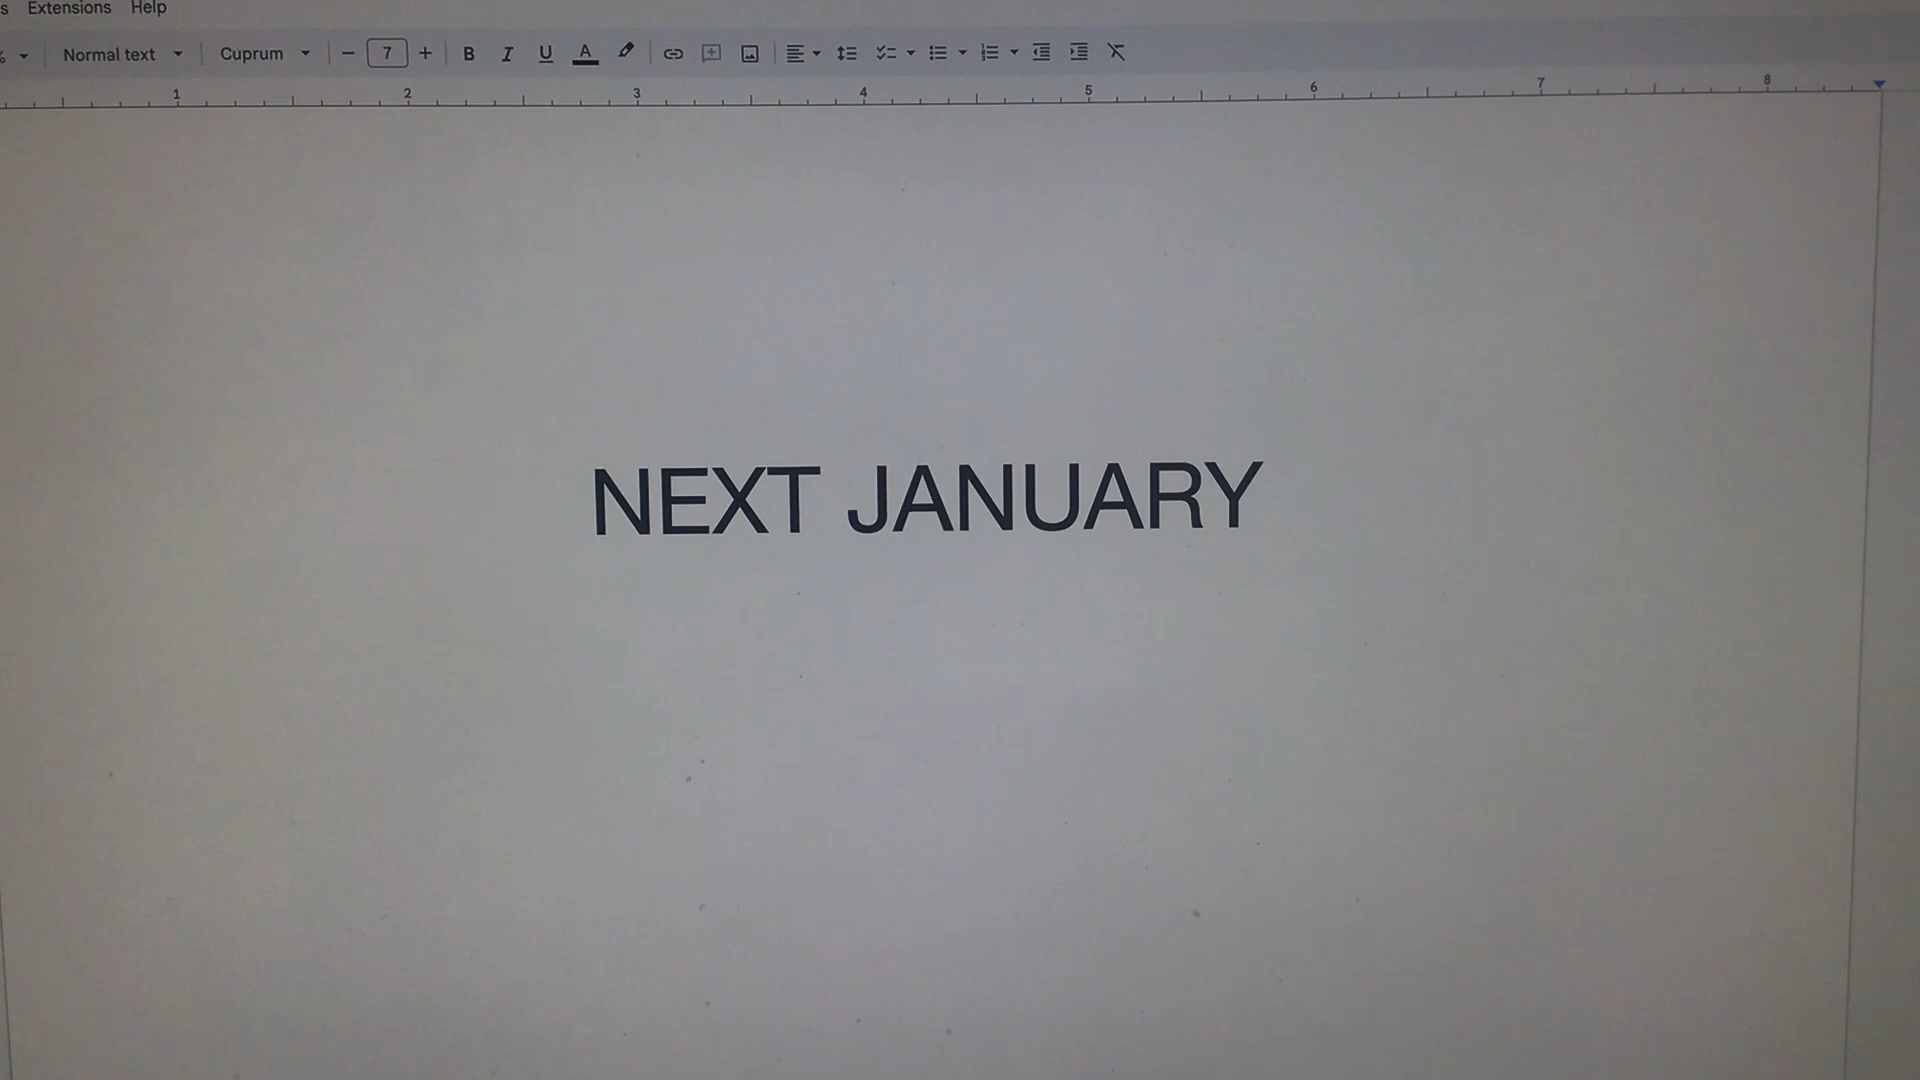 s Extensions Help
% Normal text Cuprum − 7 + B I U A
1 2 3 4 5 6 7 8
NEXT JANUARY